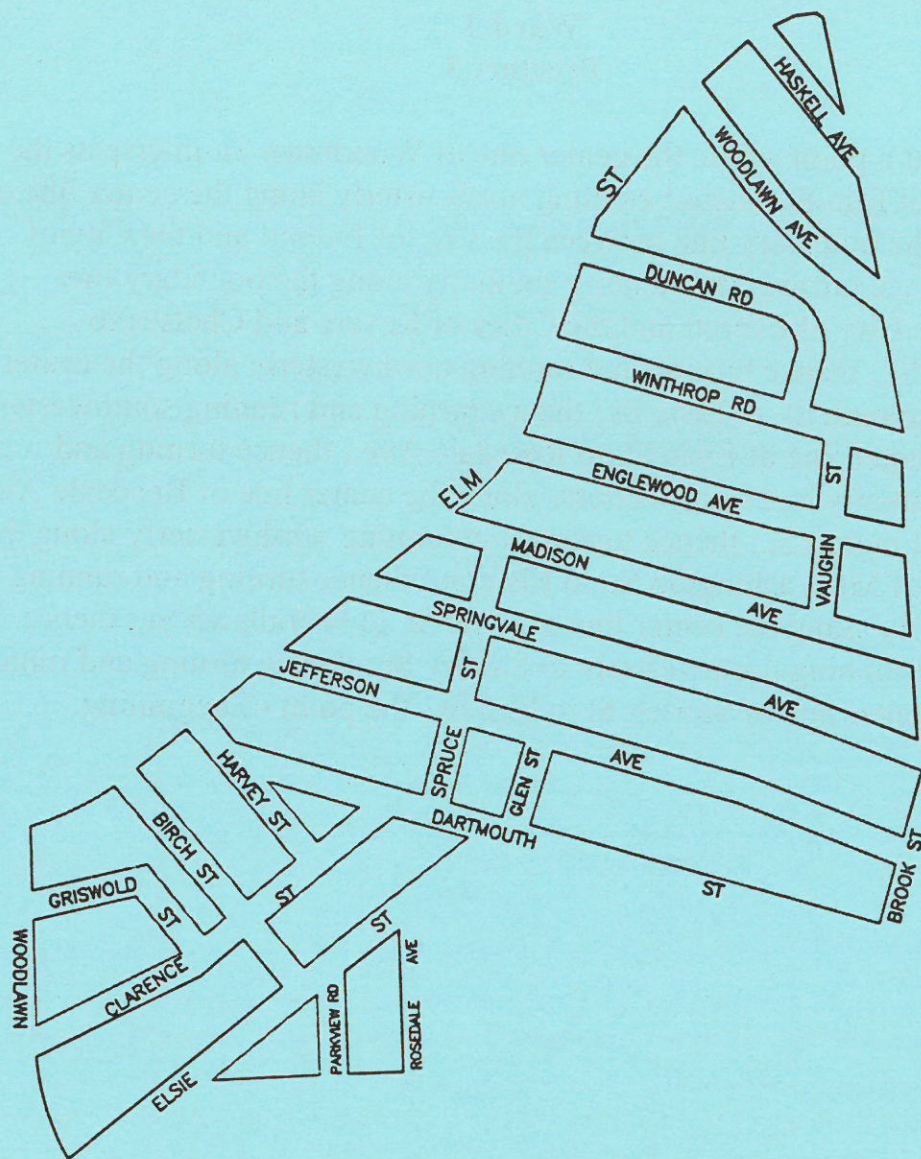 HASKELL AVE
WOODLAWN AVE
ST
DUNCAN RD
WINTHROP RD
ELM
ENGLEWOOD AVE
ST
MADISON
AVE
VAUGHN
SPRINGVALE
AVE
JEFFERSON
ST
AVE
SPRUCE
GLEN ST
HARVEY ST
DARTMOUTH
ST
BROOK
ST
BIRCH ST
ST
GRISWOLD
ST
ST
WOODLAWN
CLARENCE
AVE
PARKVIEW RD
ROSEDALE
ELSIE